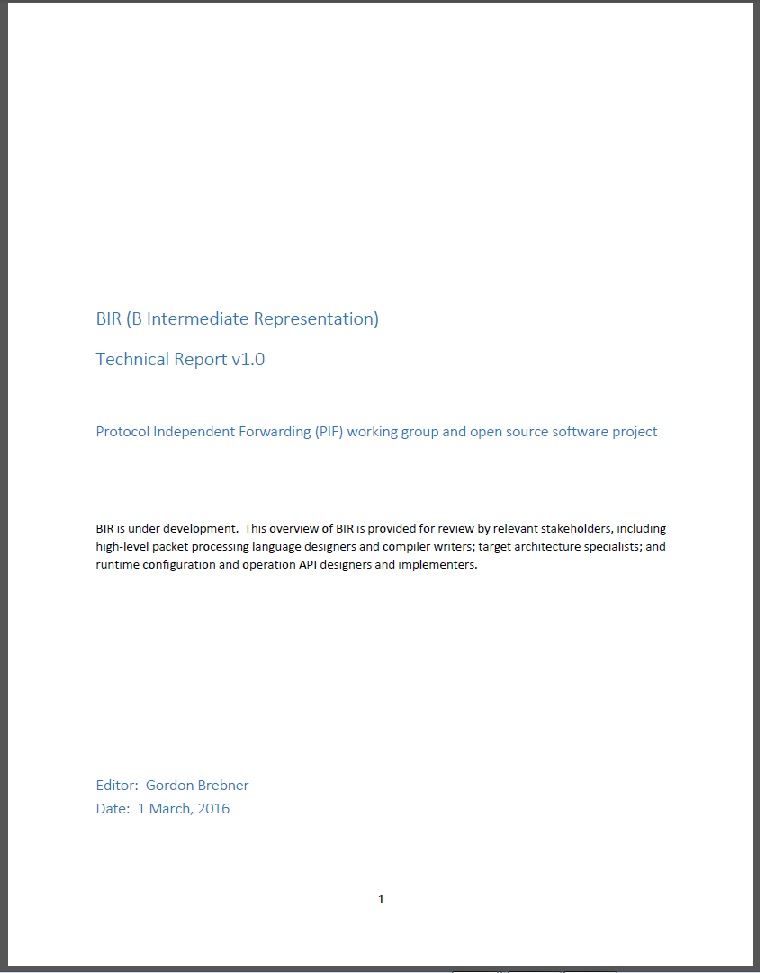 BIR (B Intermediate Representation)
Technical Report v1.0
Protocol Independent Forwarding (PIF) working group and open source software project
BIR is under development.  This overview of BIR is provided for review by relevant stakeholders, including
high-level packet processing language designers and compiler writers; target architecture specialists; and
runtime configuration and operation API designers and implementers.
Editor:  Gordon Brebner
Date:  1 March, 2016
1